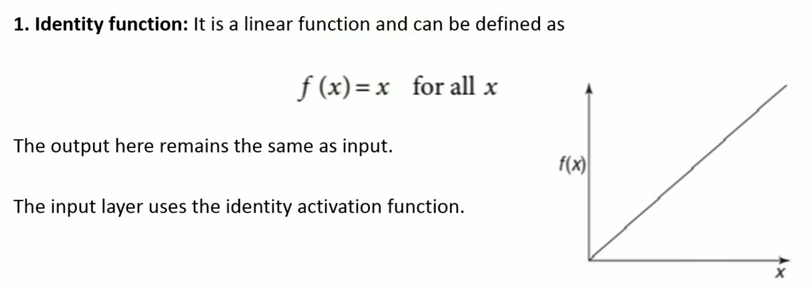 1. Identity function: It is a linear function and can be defined as
f (x) = x for all x
The output here remains the same as input.
f(x)
The input layer uses the identity activation function.
x